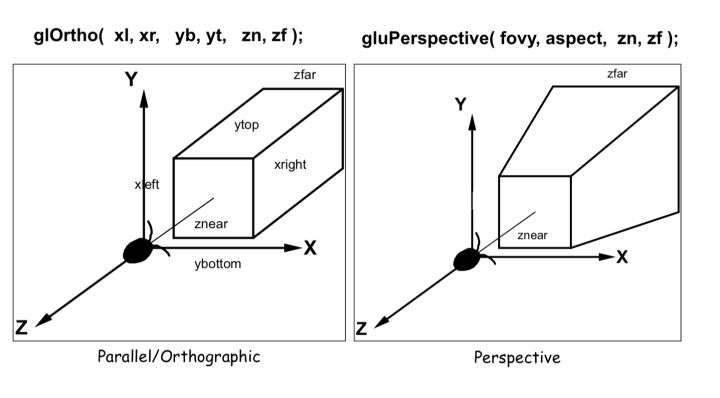 glOrtho( xl, xr, yb, yt, zn, zf );
gluPerspective( fovy, aspect, zn, zf );
Y
zfar
ytop
xright
xleft
znear
X
ybottom
Z
Parallel/Orthographic
zfar
Y
znear
X
Z
Perspective